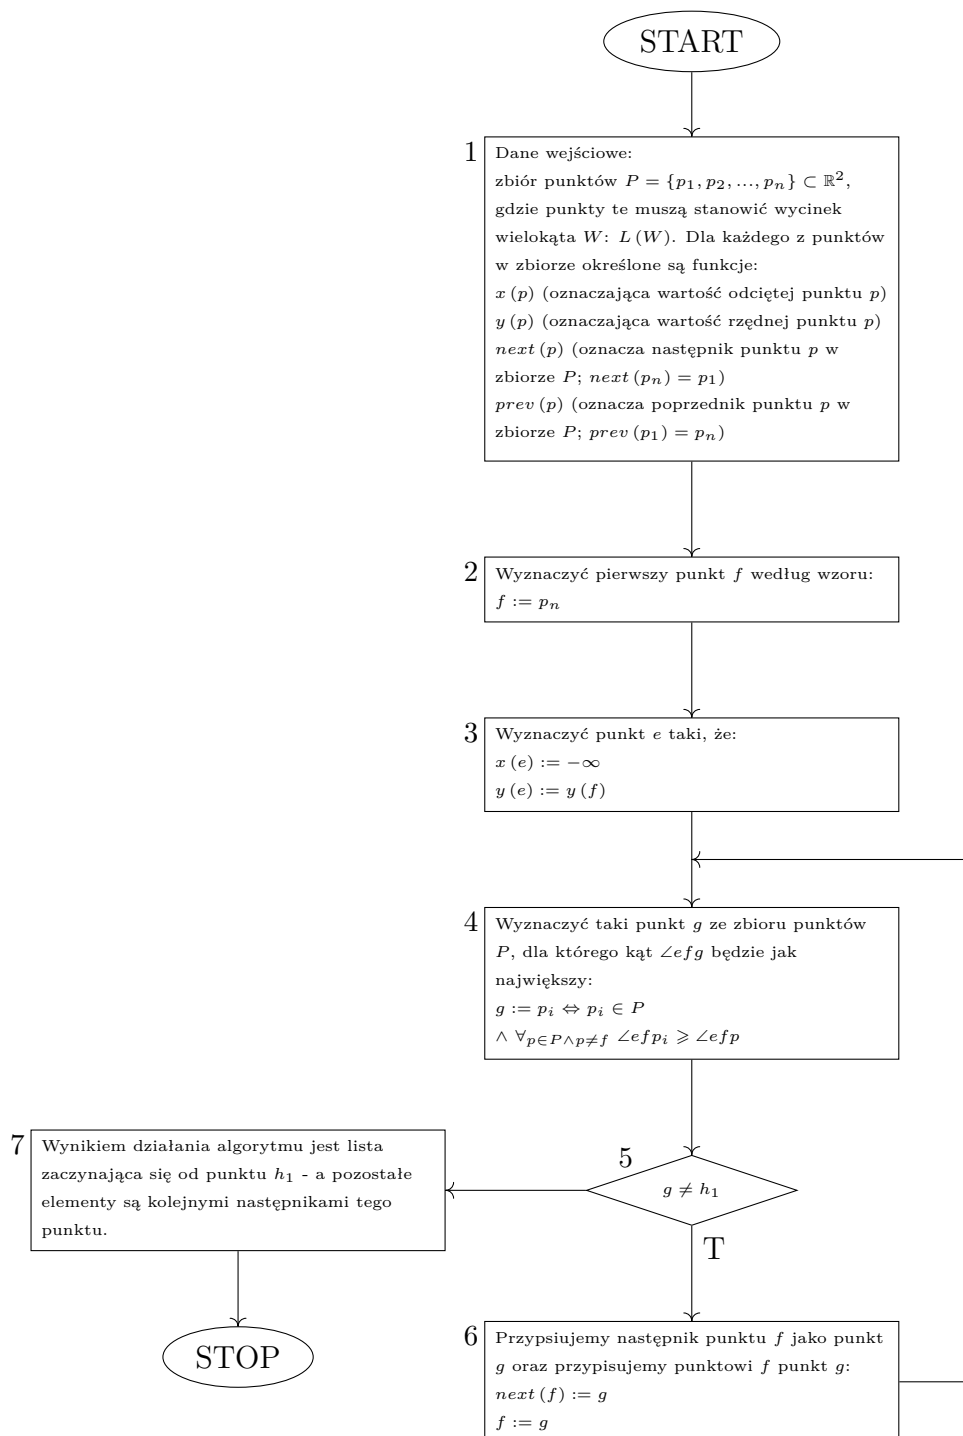 START
1
Dane wejściowe:
zbiór punktów P = {p₁, p₂, ..., pₙ} ⊂ ℝ²,
gdzie punkty te muszą stanowić wycinek
wielokąta W: L (W). Dla każdego z punktów
w zbiorze określone są funkcje:
x (p) (oznaczająca wartość odciętej punktu p)
y (p) (oznaczająca wartość rzędnej punktu p)
next (p) (oznacza następnik punktu p w
zbiorze P; next (pₙ) = p₁)
prev (p) (oznacza poprzednik punktu p w
zbiorze P; prev (p₁) = pₙ)
2
Wyznaczyć pierwszy punkt f według wzoru:
f := pₙ
3
Wyznaczyć punkt e taki, że:
x (e) := −∞
y (e) := y (f)
4
Wyznaczyć taki punkt g ze zbioru punktów
P, dla którego kąt ∠efg będzie jak
największy:
g := pᵢ ⇔ pᵢ ∈ P
∧ ∀p∈P∧p≠f ∠efpᵢ ⩾ ∠efp
5
g ≠ h₁
T
7
Wynikiem działania algorytmu jest lista
zaczynająca się od punktu h₁ - a pozostałe
elementy są kolejnymi następnikami tego
punktu.
STOP
6
Przypsiujemy następnik punktu f jako punkt
g oraz przypisujemy punktowi f punkt g:
next (f) := g
f := g